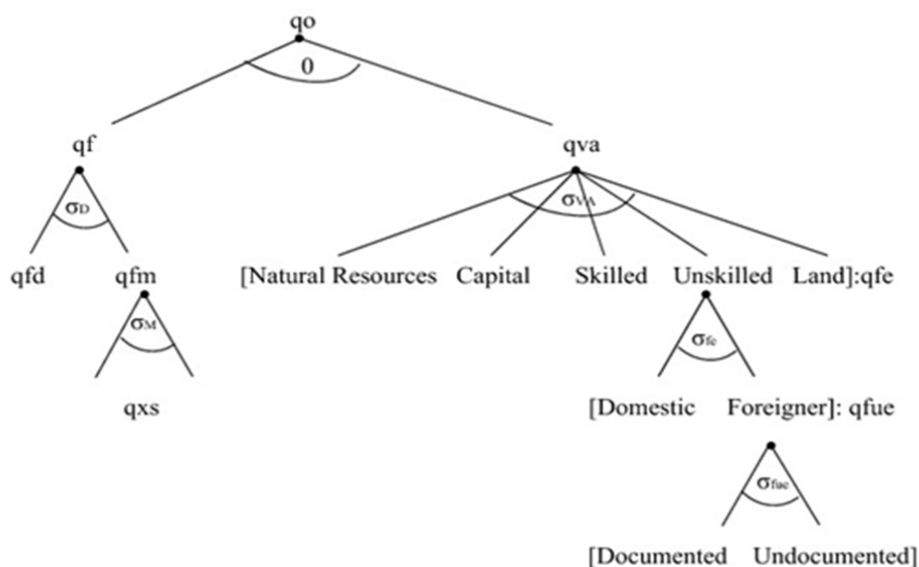 qo
0
qf qva
σD σVA
qfd qfm [Natural Resources Capital Skilled Unskilled Land]:qfe
σM σfe
qxs [Domestic Foreigner]: qfue
σfue
[Documented Undocumented]